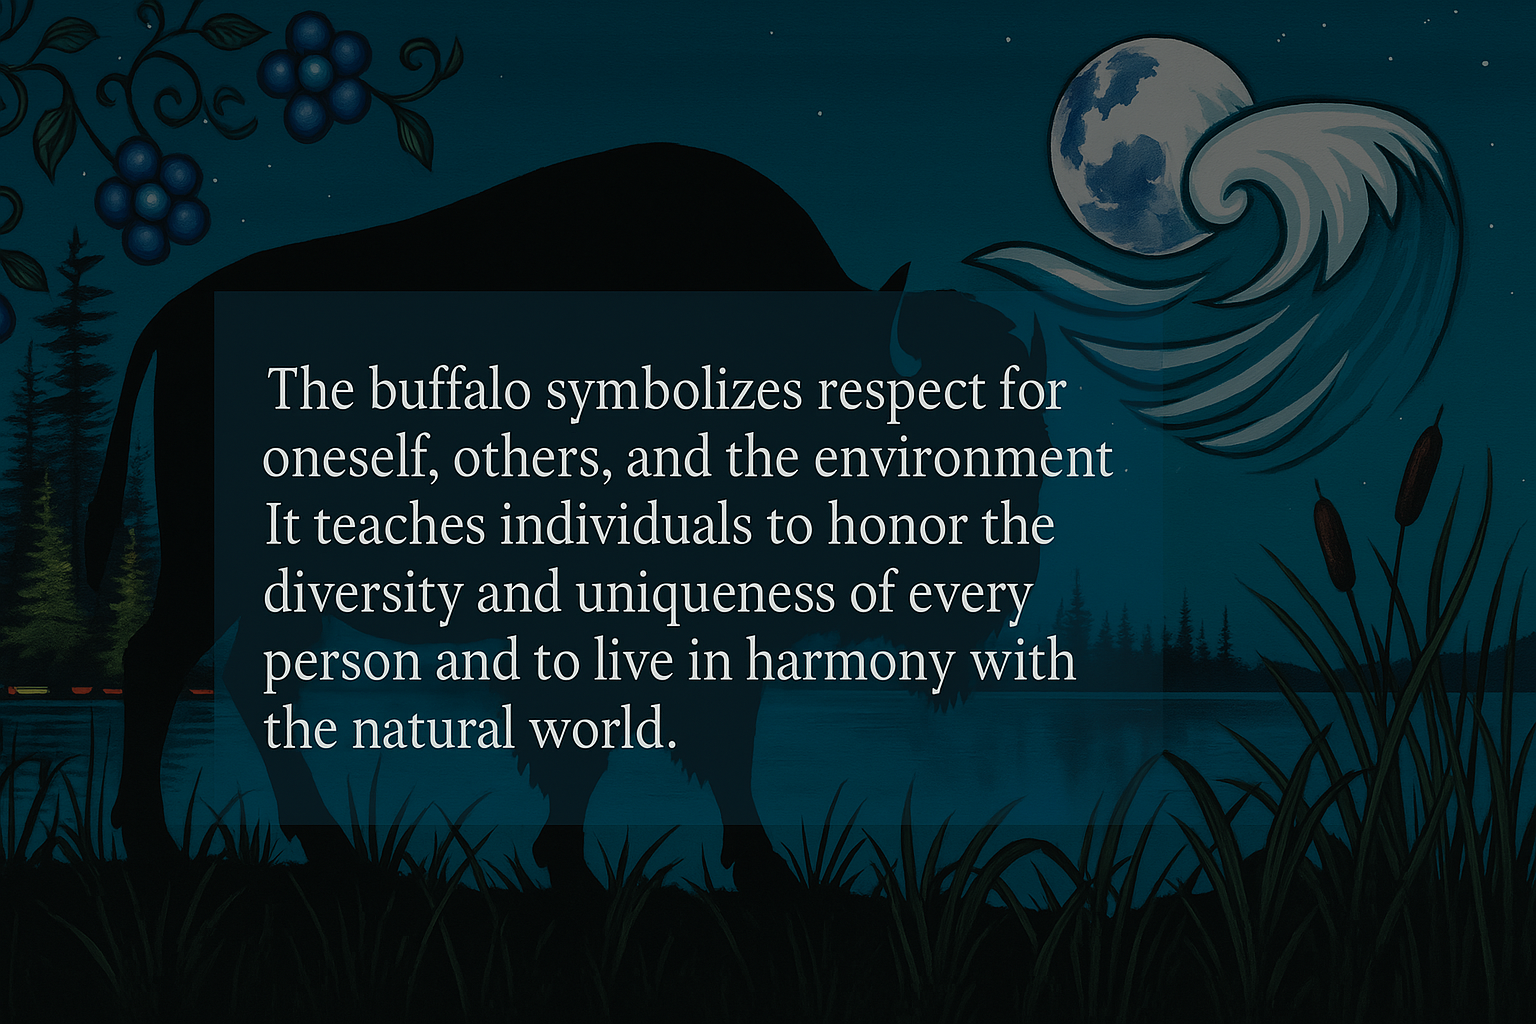 The buffalo symbolizes respect for
oneself, others, and the environment
It teaches individuals to honor the
diversity and uniqueness of every
person and to live in harmony with
the natural world.